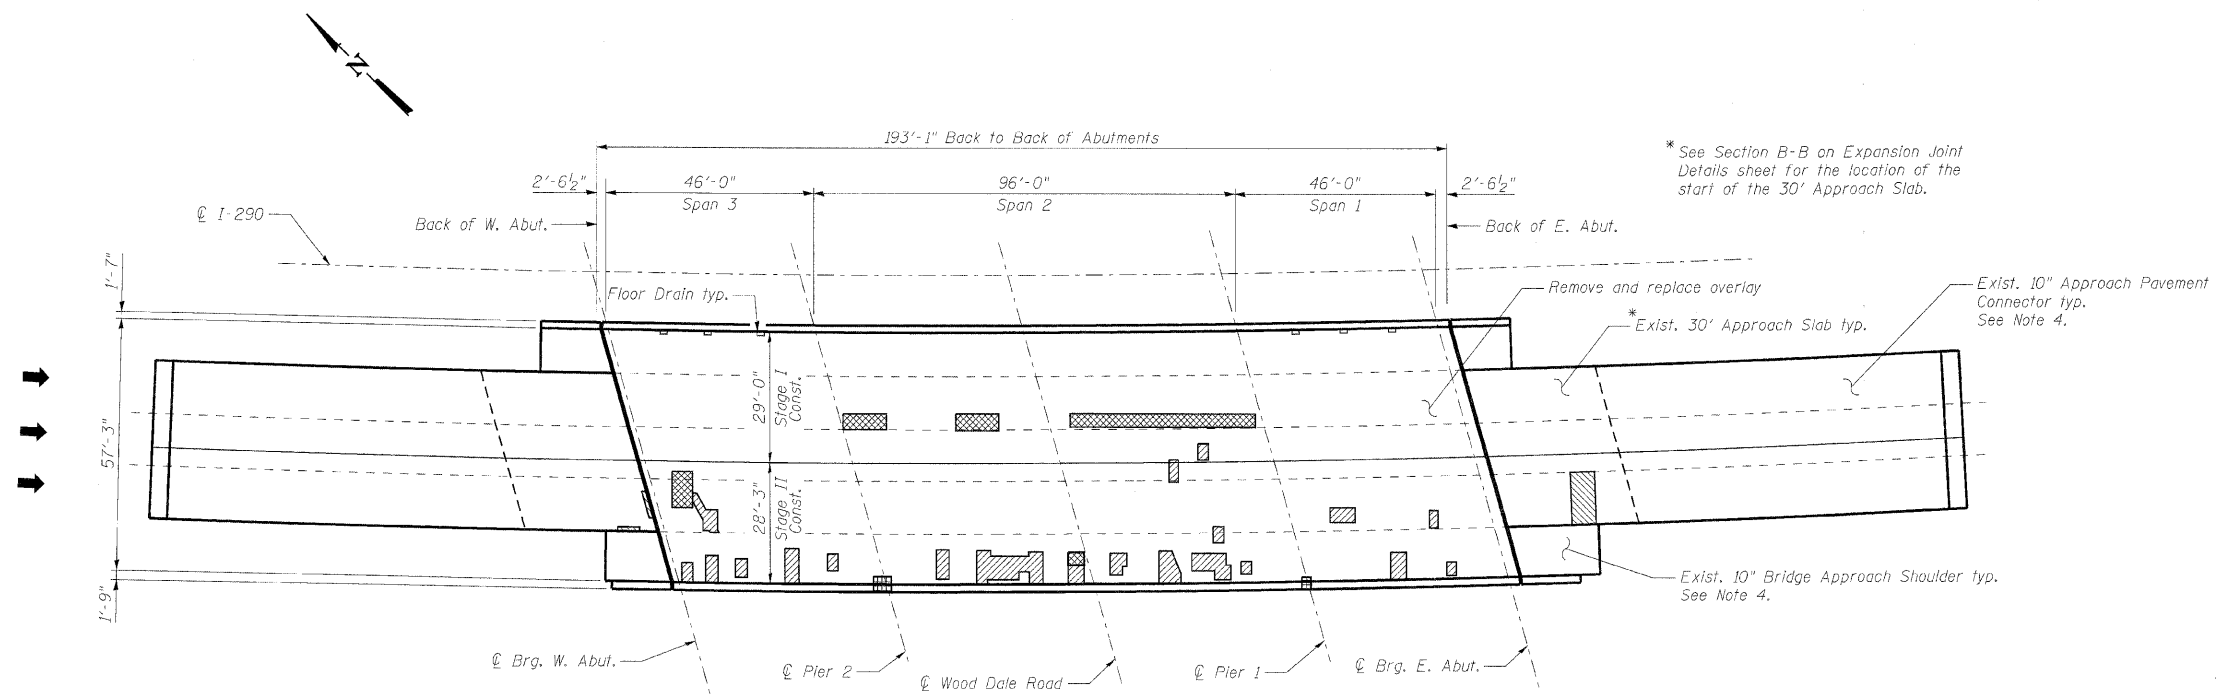 N
193'-1" Back to Back of Abutments
2'-6½"
46'-0"
Span 3
96'-0"
Span 2
46'-0"
Span 1
2'-6½"
* See Section B-B on Expansion Joint
Details sheet for the location of the
start of the 30' Approach Slab.
℄ I-290
Back of W. Abut.
Back of E. Abut.
1'-7"
Floor Drain typ.
Remove and replace overlay
Exist. 10" Approach Pavement
Connector typ.
See Note 4.
* Exist. 30' Approach Slab typ.
29'-0"
Stage I
Const.
57'-3"
28'-3"
Stage II
Const.
1'-9"
Exist. 10" Bridge Approach Shoulder typ.
See Note 4.
℄ Brg. W. Abut.
℄ Pier 2
℄ Wood Dale Road
℄ Pier 1
℄ Brg. E. Abut.